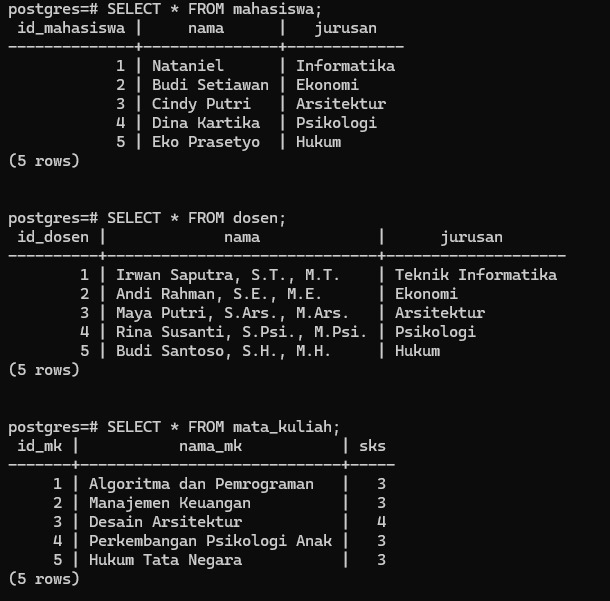 postgres=# SELECT * FROM mahasiswa;
 id_mahasiswa |     nama      |   jurusan
--------------+---------------+-------------
            1 | Nataniel      | Informatika
            2 | Budi Setiawan | Ekonomi
            3 | Cindy Putri   | Arsitektur
            4 | Dina Kartika  | Psikologi
            5 | Eko Prasetyo  | Hukum
(5 rows)
postgres=# SELECT * FROM dosen;
 id_dosen |             nama             |      jurusan
----------+------------------------------+--------------------
        1 | Irwan Saputra, S.T., M.T.    | Teknik Informatika
        2 | Andi Rahman, S.E., M.E.      | Ekonomi
        3 | Maya Putri, S.Ars., M.Ars.   | Arsitektur
        4 | Rina Susanti, S.Psi., M.Psi. | Psikologi
        5 | Budi Santoso, S.H., M.H.     | Hukum
(5 rows)
postgres=# SELECT * FROM mata_kuliah;
 id_mk |           nama_mk           | sks
-------+-----------------------------+-----
     1 | Algoritma dan Pemrograman   |   3
     2 | Manajemen Keuangan          |   3
     3 | Desain Arsitektur           |   4
     4 | Perkembangan Psikologi Anak |   3
     5 | Hukum Tata Negara           |   3
(5 rows)